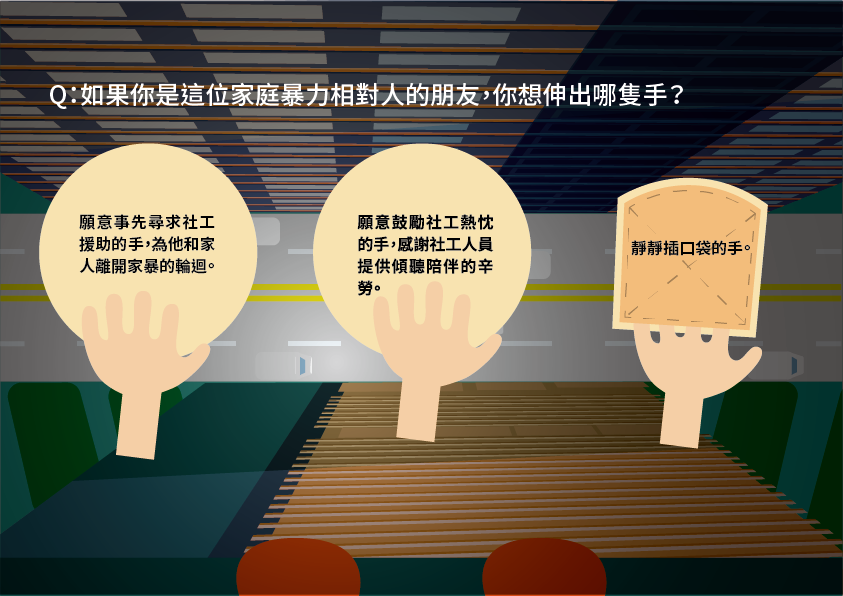 Q：如果你是這位家庭暴力相對人的朋友，你想伸出哪隻手？
願意事先尋求社工
援助的手，為他和家
人離開家暴的輪迴。
願意鼓勵社工熱忱
的手，感謝社工人員
提供傾聽陪伴的辛
勞。
靜靜插口袋的手。